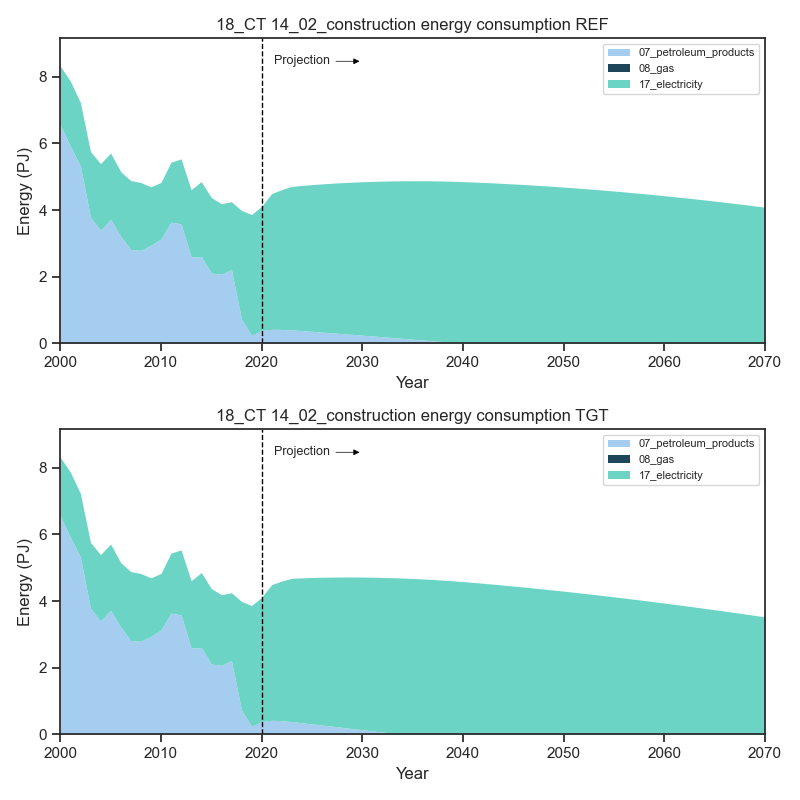 18_CT 14_02_construction energy consumption REF
Energy (PJ)
8
6
4
2
0
Projection
07_petroleum_products
08_gas
17_electricity
2000 2010 2020 2030 2040 2050 2060 2070
Year
18_CT 14_02_construction energy consumption TGT
Energy (PJ)
8
6
4
2
0
Projection
07_petroleum_products
08_gas
17_electricity
2000 2010 2020 2030 2040 2050 2060 2070
Year